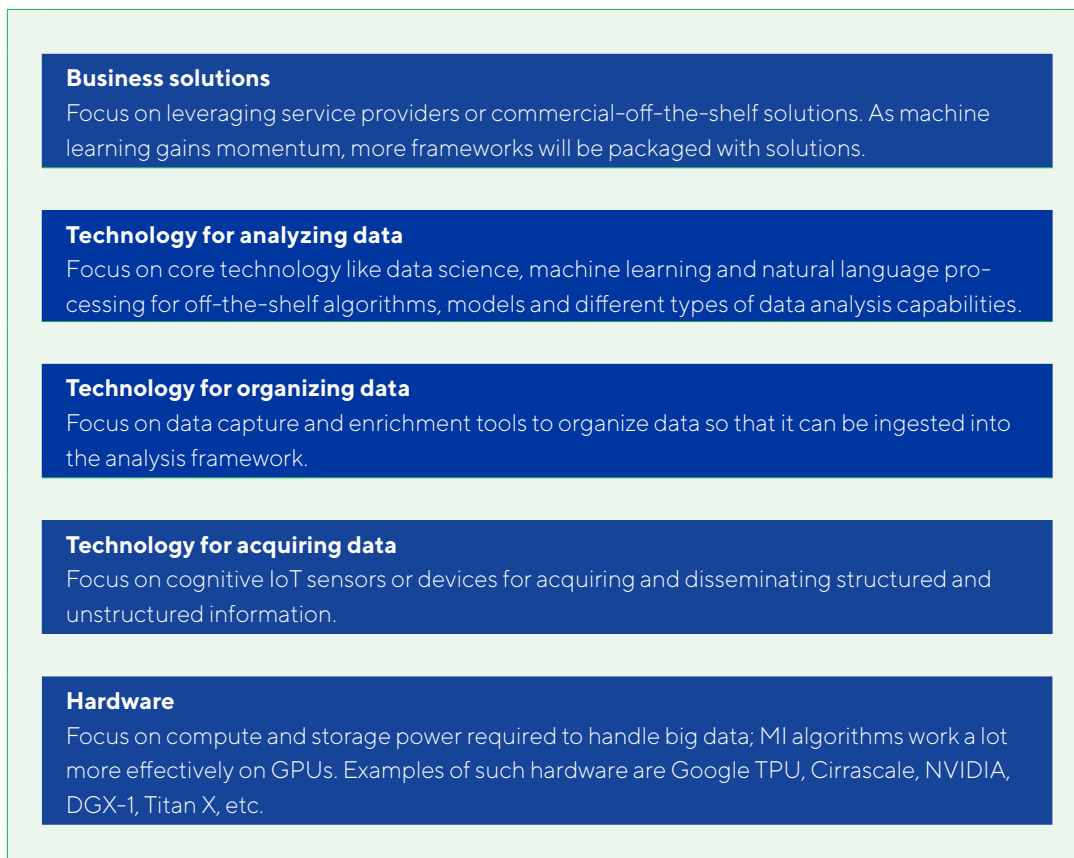 Business solutions
Focus on leveraging service providers or commercial-off-the-shelf solutions. As machine
learning gains momentum, more frameworks will be packaged with solutions.
Technology for analyzing data
Focus on core technology like data science, machine learning and natural language pro-
cessing for off-the-shelf algorithms, models and different types of data analysis capabilities.
Technology for organizing data
Focus on data capture and enrichment tools to organize data so that it can be ingested into
the analysis framework.
Technology for acquiring data
Focus on cognitive IoT sensors or devices for acquiring and disseminating structured and
unstructured information.
Hardware
Focus on compute and storage power required to handle big data; MI algorithms work a lot
more effectively on GPUs. Examples of such hardware are Google TPU, Cirrascale, NVIDIA,
DGX-1, Titan X, etc.